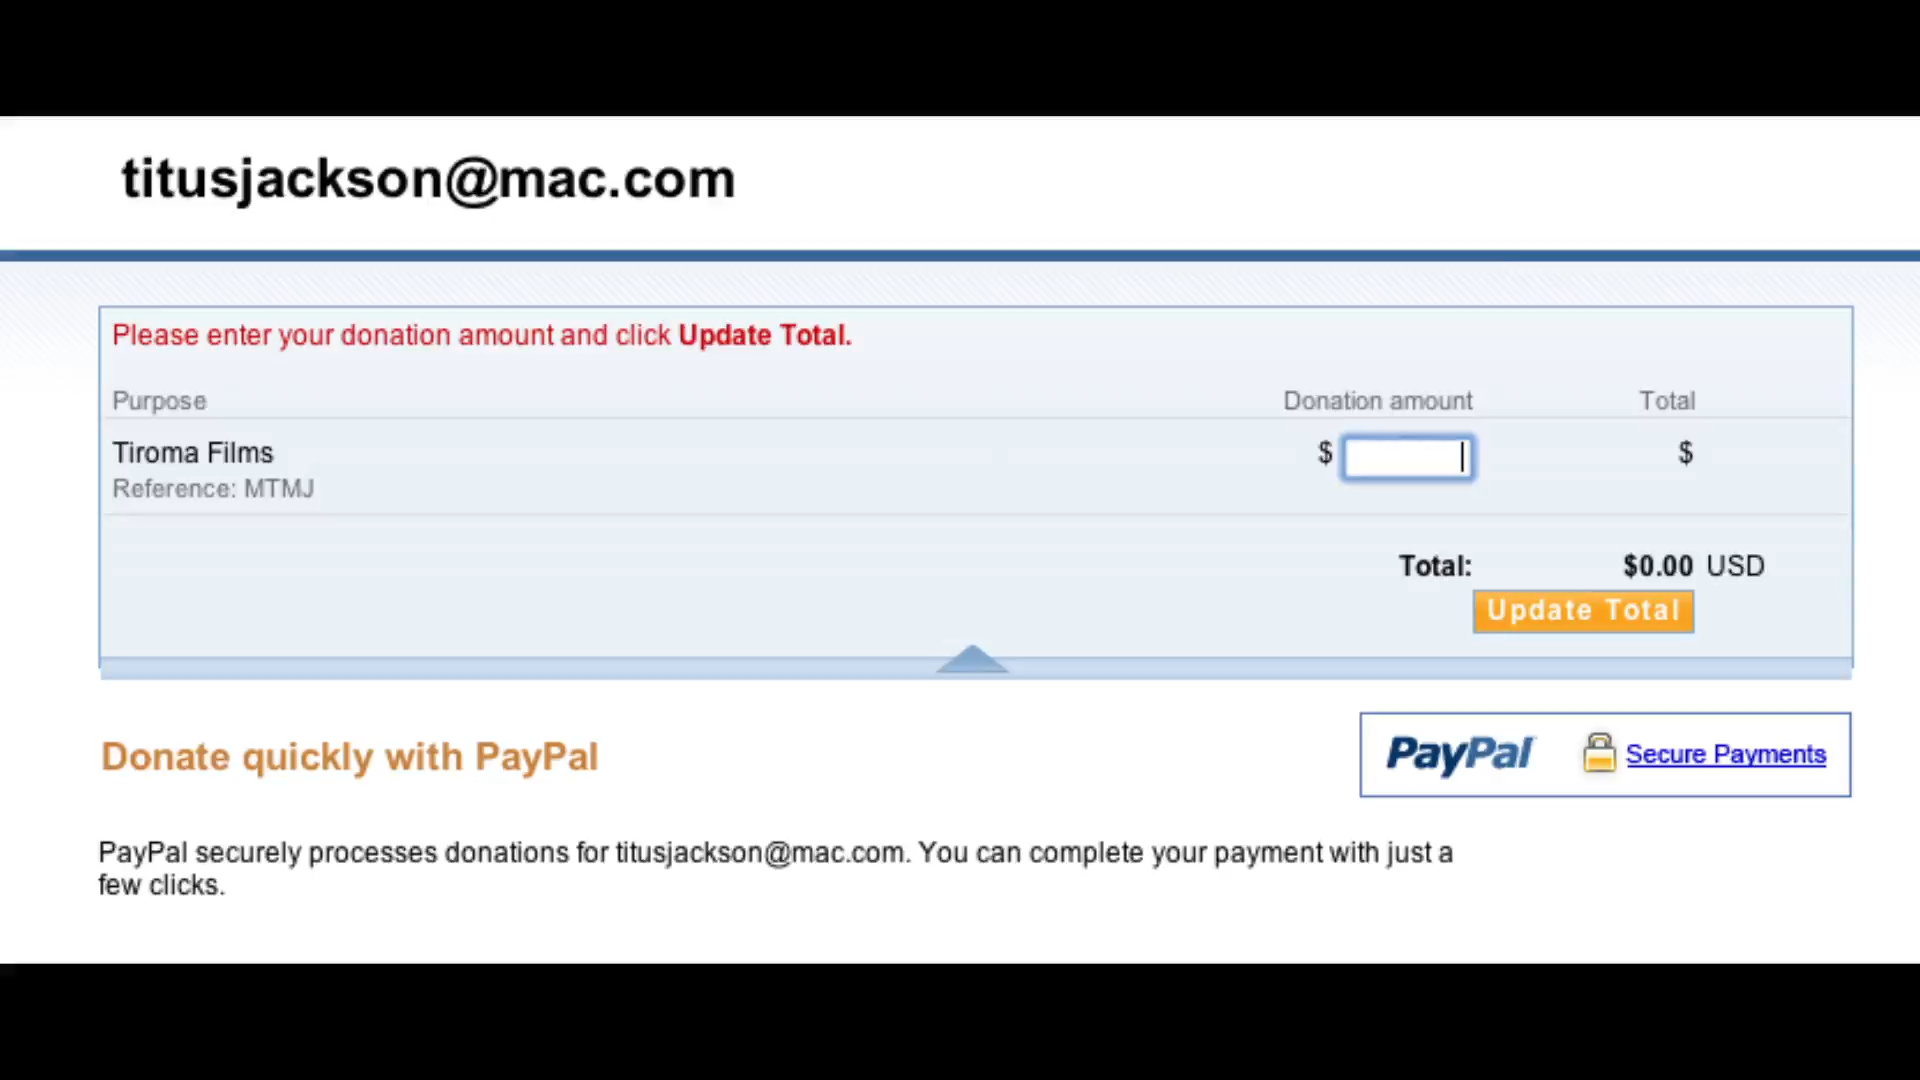 titusjackson@mac.com
Please enter your donation amount and click Update Total.
Purpose Donation amount Total
Tiroma Films $ $
Reference: MTMJ
Total: $0.00 USD
Update Total
Donate quickly with PayPal
PayPal Secure Payments
PayPal securely processes donations for titusjackson@mac.com. You can complete your payment with just a
few clicks.